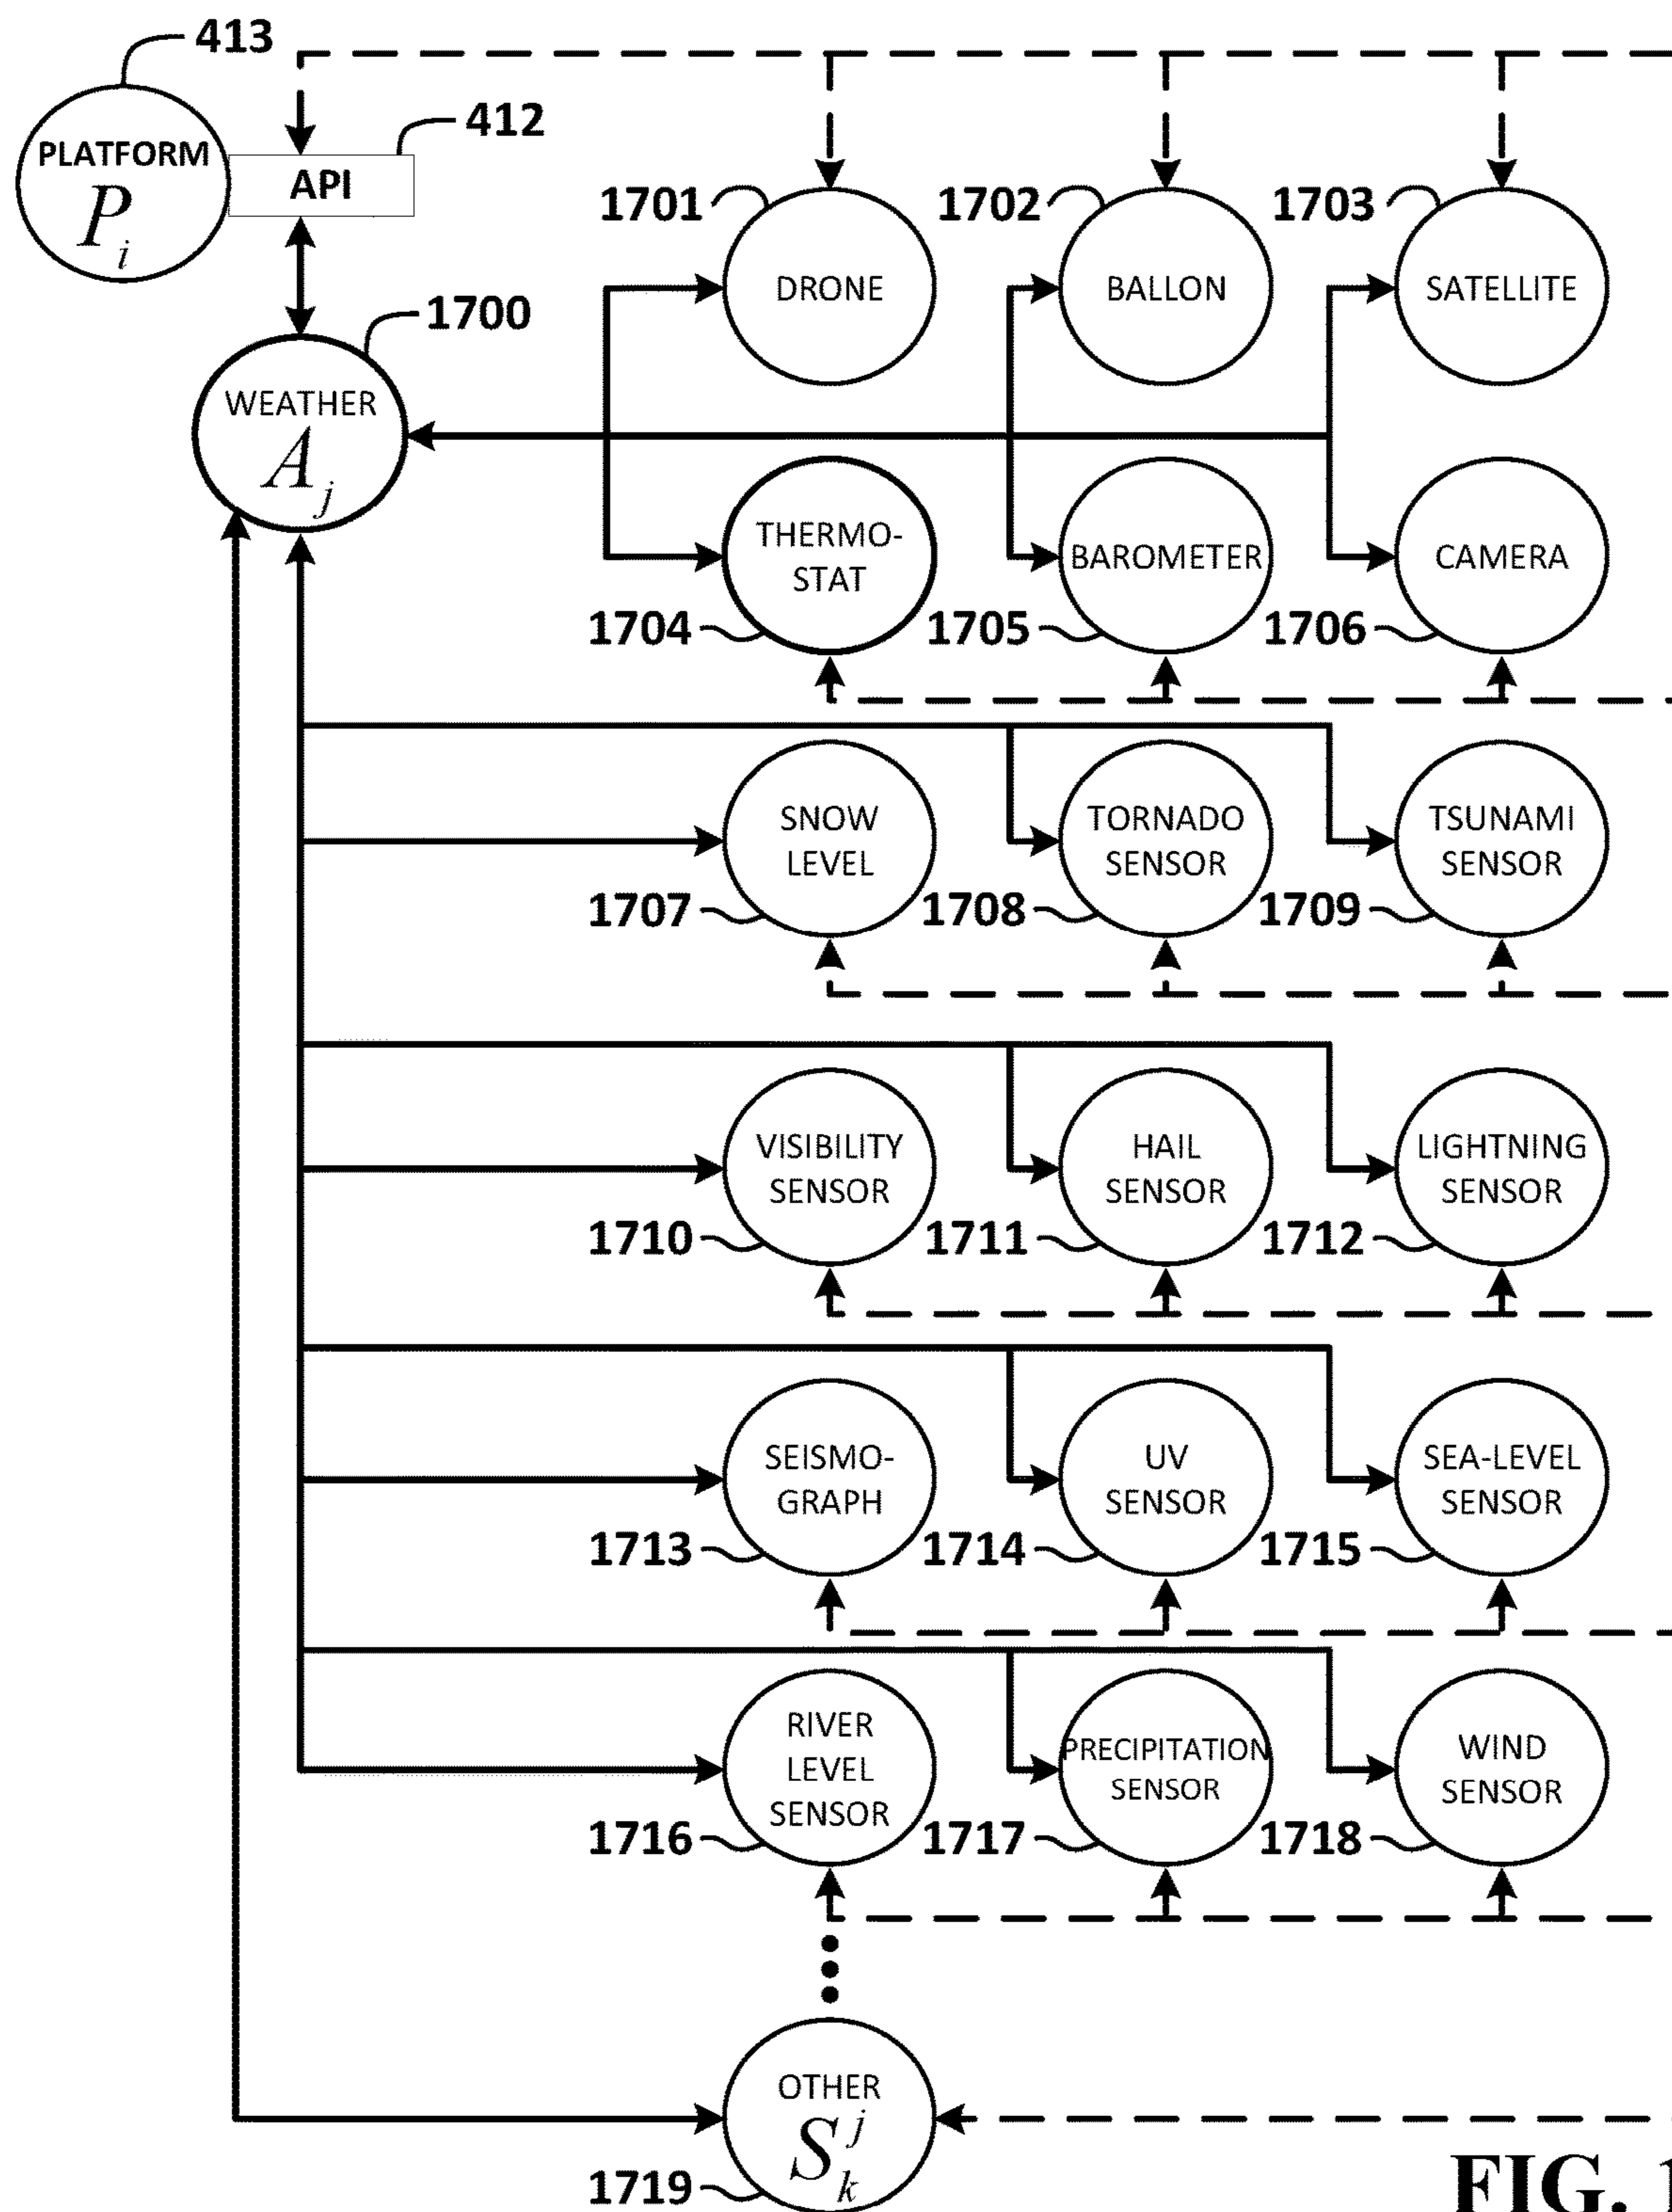 413
PLATFORM
P i
412
API
1701
1702
1703
DRONE
BALLON
SATELLITE
1700
WEATHER
A j
THERMO-
STAT
BAROMETER
CAMERA
1704
1705
1706
SNOW
LEVEL
TORNADO
SENSOR
TSUNAMI
SENSOR
1707
1708
1709
VISIBILITY
SENSOR
HAIL
SENSOR
LIGHTNING
SENSOR
1710
1711
1712
SEISMO-
GRAPH
UV
SENSOR
SEA-LEVEL
SENSOR
1713
1714
1715
RIVER
LEVEL
SENSOR
PRECIPITATION
SENSOR
WIND
SENSOR
1716
1717
1718
OTHER
S j k
1719
FIG.